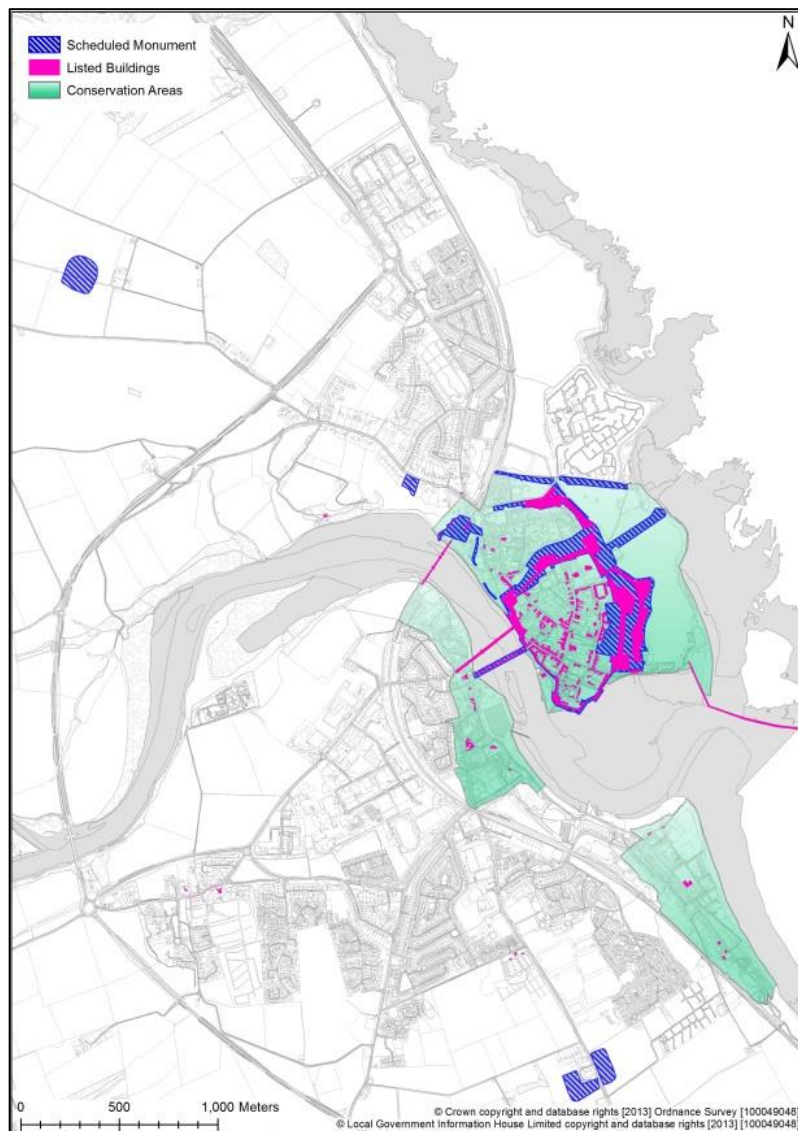 N
Scheduled Monument
Listed Buildings
Conservation Areas
0 500 1,000 Meters
© Crown copyright and database rights [2013] Ordnance Survey [100049048]
© Local Government Information House Limited copyright and database rights [2013] [100049048]